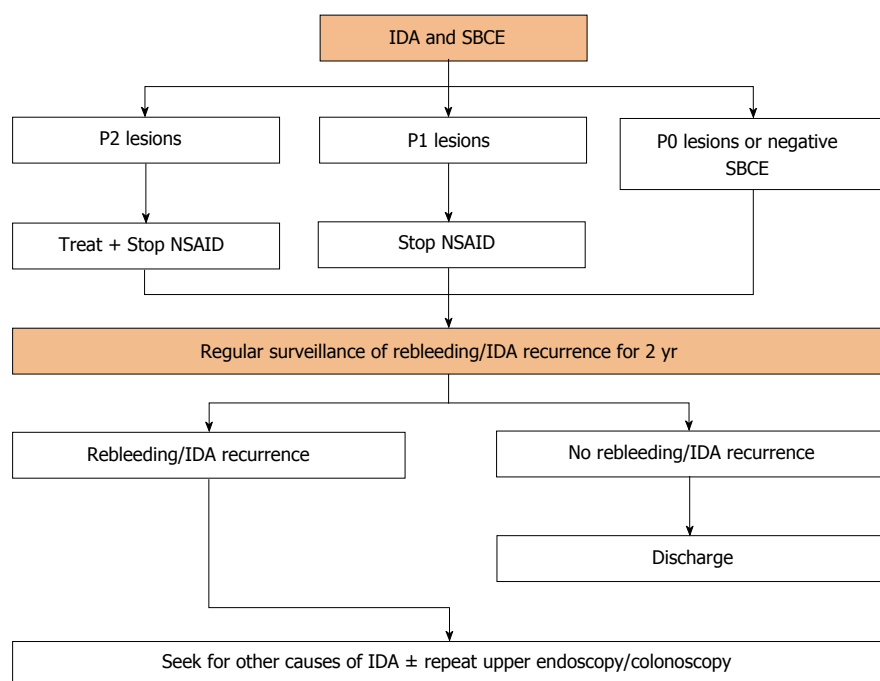 IDA and SBCE
P2 lesions
P1 lesions
P0 lesions or negative
SBCE
Treat + Stop NSAID
Stop NSAID
Regular surveillance of rebleeding/IDA recurrence for 2 yr
Rebleeding/IDA recurrence
No rebleeding/IDA recurrence
Discharge
Seek for other causes of IDA ± repeat upper endoscopy/colonoscopy